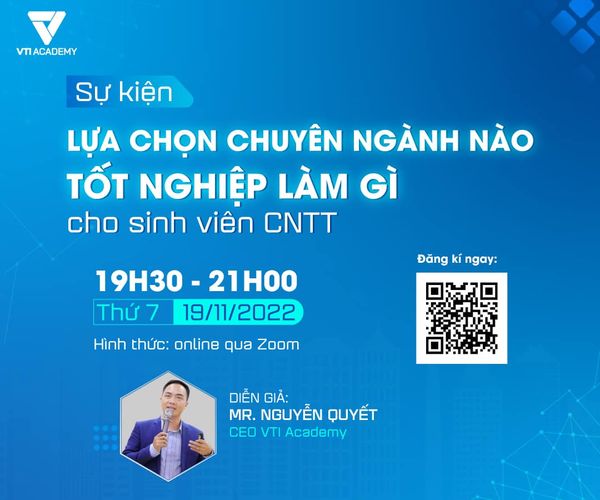 VTI ACADEMY
Sự kiện
LỰA CHỌN CHUYÊN NGÀNH NÀO
TỐT NGHIỆP LÀM GÌ
cho sinh viên CNTT
19H30 - 21H00
Thứ 7 19/11/2022
Hình thức: online qua Zoom
Đăng kí ngay:
DIỄN GIẢ:
MR. NGUYỄN QUYẾT
CEO VTI Academy